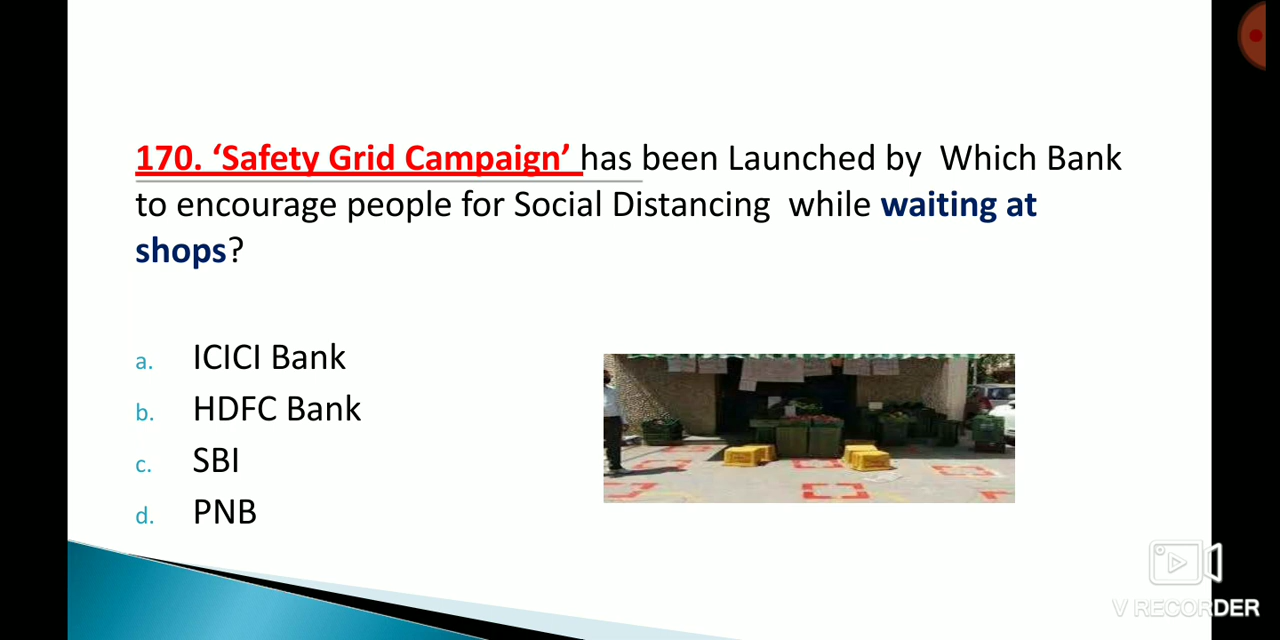 170. ‘Safety Grid Campaign’ has been Launched by Which Bank
to encourage people for Social Distancing while waiting at
shops?
a. ICICI Bank
b. HDFC Bank
c. SBI
d. PNB
V RECORDER